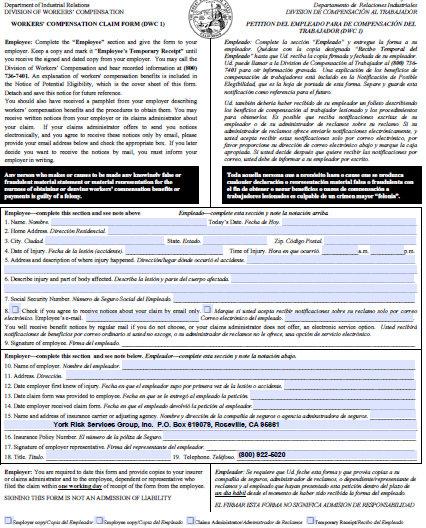 Department of Industrial Relations
DIVISION OF WORKERS' COMPENSATION
WORKERS' COMPENSATION CLAIM FORM (DWC 1)
Employee: Complete the "Employee" section and give the form to your
employer. Keep a copy and mark it "Employee's Temporary Receipt" until
you receive the signed and dated copy from your employer. You may call the
Division of Workers' Compensation and hear recorded information at (800)
736-7401. An explanation of workers' compensation benefits is included in
the Notice of Potential Eligibility, which is the cover sheet of this form.
Detach and save this notice for future reference.
You should also have received a pamphlet from your employer describing
workers' compensation benefits and the procedures to obtain them. You may
receive written notices from your employer or its claims administrator about
your claim. If your claims administrator offers to send you notices
electronically, and you agree to receive these notices only by email, please
provide your email address below and check the appropriate box. If you later
decide you want to receive the notices by mail, you must inform your
employer in writing.
Any person who makes or causes to be made any knowingly false or
fraudulent material statement or material representation for the
purpose of obtaining or denying workers' compensation benefits or
payments is guilty of a felony.
Departamento de Relaciones Industriales
DIVISIÓN DE COMPENSACIÓN AL TRABAJADOR
PETITION DEL EMPLEADO PARA DE COMPENSACIÓN DEL
TRABAJADOR (DWC 1)
Empleado: Complete la sección "Empleado" y entregue la forma a su
empleador. Quédese con la copia designada "Recibo Temporal del
Empleado" hasta que Ud. reciba la copia firmada y fechada de su empleador.
Ud. puede llamar a la Division de Compensación al Trabajador al (800) 736-
7401 para oir información gravada. Una explicación de los beneficios de
compensación de trabajadores está incluido en la Notificación de Posible
Elegibilidad, que es la hoja de portada de esta forma. Separe y guarde esta
notificación como referencia para el futuro.
Ud. también debería haber recibido de su empleador un folleto describiendo
los benficios de compensación al trabajador lesionado y los procedimientos
para obtenerlos. Es posible que reciba notificaciones escritas de su
empleador o de su administrador de reclamos sobre su reclamo. Si su
administrador de reclamos ofrece enviarle notificaciones electrónicamente, y
usted acepta recibir estas notificaciones solo por correo electrónico, por
favor proporcione su dirección de correo electrónico abajo y marque la caja
apropiada. Si usted decide después que quiere recibir las notificaciones por
correo, usted debe de informar a su empleador por escrito.
Toda aquella persona que a propósito haga o cause que se produzca
cualquier declaración o representación material falsa o fraudulenta con
el fin de obtener o negar beneficios o pagos de compensación a
trabajadores lesionados es culpable de un crimen mayor "felonia".
Employee—complete this section and see note above Empleado—complete esta sección y note la notación arriba.
1. Name. Nombre. Today's Date. Fecha de Hoy.
2. Home Address. Dirección Residencial.
3. City. Ciudad State. Estado. Zip. Código Postal.
4. Date of Injury. Fecha de la lesión (accidente). Time of Injury. Hora en que ocurrió. a.m. p.m.
5. Address and description of where injury happened. Dirección/lugar dónde occurió el accidente.
6. Describe injury and part of body affected. Describa la lesión y parte del cuerpo afectada.
7. Social Security Number. Número de Seguro Social del Empleado.
8. Check if you agree to receive notices about your claim by email only. Marque si usted acepta recibir notificaciones sobre su reclamo solo por correo
electrónico. Employee's e-mail. Correo electrónico del empleado.
You will receive benefit notices by regular mail if you do not choose, or your claims administrator does not offer, an electronic service option. Usted recibirá
notificaciones de beneficios por correo ordinario si usted no escoge, o su administrador de reclamos no le ofrece, una opción de servicio electrónico.
9. Signature of employee. Firma del empleado.
Employer—complete this section and see note below. Empleador—complete esta sección y note la notación abajo.
10. Name of employer. Nombre del empleador.
11. Address. Dirección.
12. Date employer first knew of injury. Fecha en que el empleador supo por primera vez de la lesión o accidente.
13. Date claim form was provided to employee. Fecha en que se le entregó al empleado la petición.
14. Date employer received claim form. Fecha en que el empleado devolvió la petición al empleador.
15. Name and address of insurance carrier or adjusting agency. Nombre y dirección de la compañía de seguros o agencia adminstradora de seguros.
York Risk Services Group, Inc. P.O. Box 619079, Roseville, CA 95661
16. Insurance Policy Number. El número de la póliza de Seguro.
17. Signature of employer representative. Firma del representante del empleador.
18. Title. Título. 19. Telephone. Teléfono. (800) 922-5020
Employer: You are required to date this form and provide copies to your insurer
or claims administrator and to the employee, dependent or representative who
filed the claim within one working day of receipt of the form from the employee.
SIGNING THIS FORM IS NOT AN ADMISSION OF LIABILITY
Empleador: Se requiere que Ud. feche esta forma y que provéa copias a su
compañía de seguros, administrador de reclamos, o dependiente/representante de
reclamos y al empleado que hayan presentado esta petición dentro del plazo de
un día hábil desde el momento de haber sido recibida la forma del empleado.
EL FIRMAR ESTA FORMA NO SIGNIFICA ADMISION DE RESPONSABILIDAD
Employer copy/Copia del Empleador Employee copy/Copia del Empleado Claims Administrator/Administrador de Reclamos Temporary Receipt/Recibo del Empleado